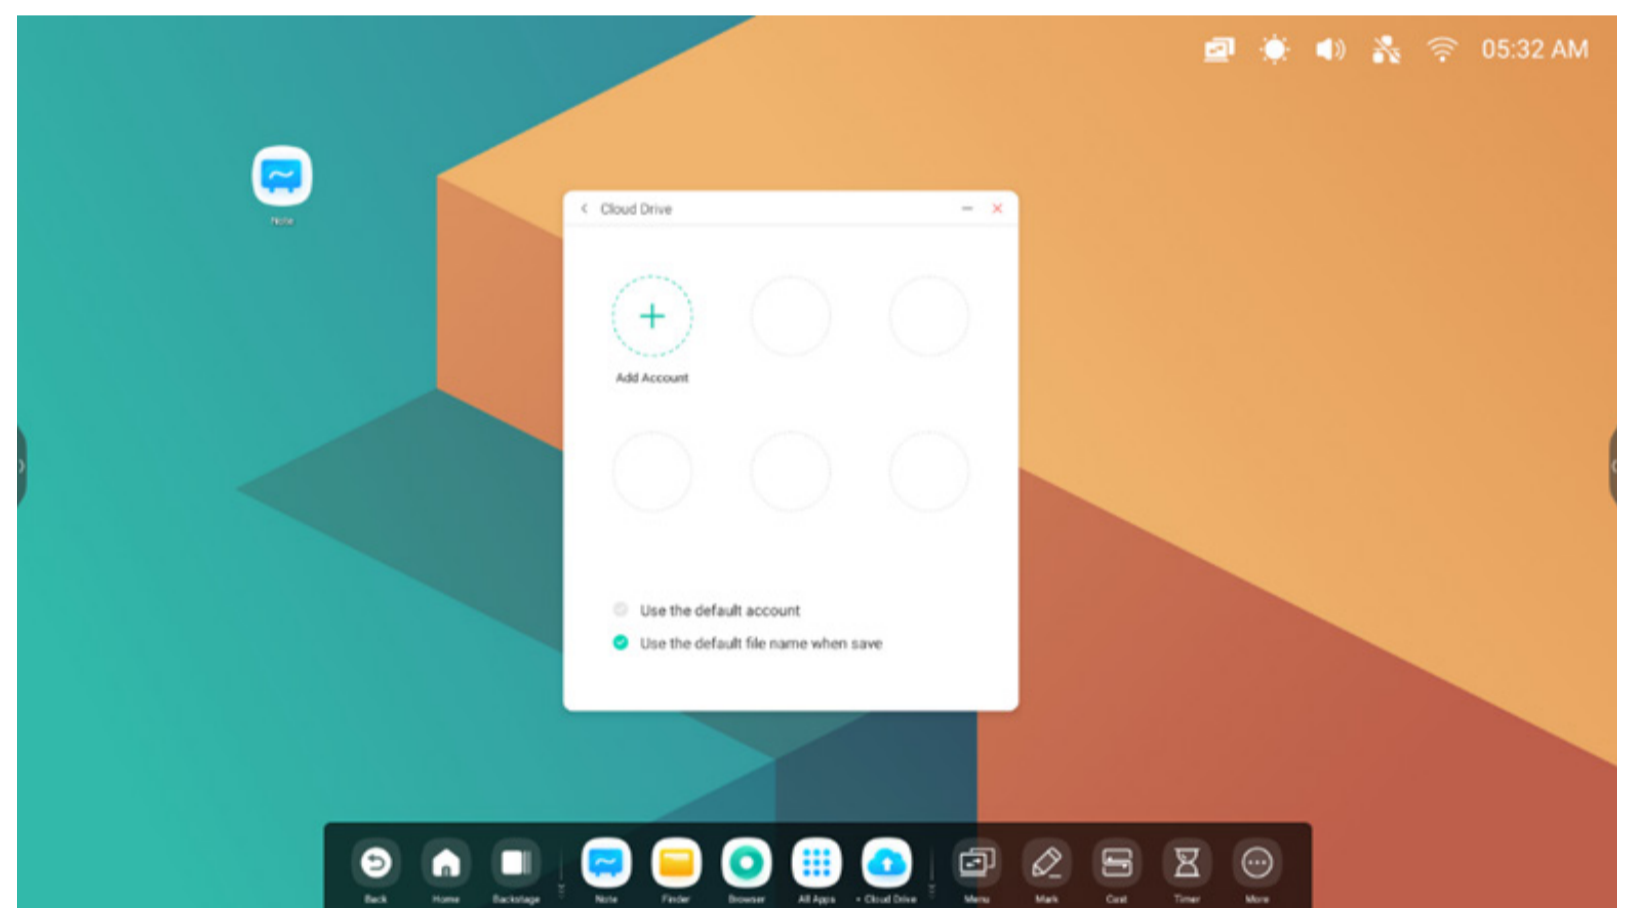 05:32 AM
Note
Cloud Drive
Add Account
Use the default account
Use the default file name when save
Back
Home
Backstage
Note
Finder
Browser
All Apps
• Cloud Drive
Menu
Mark
Cast
Timer
More